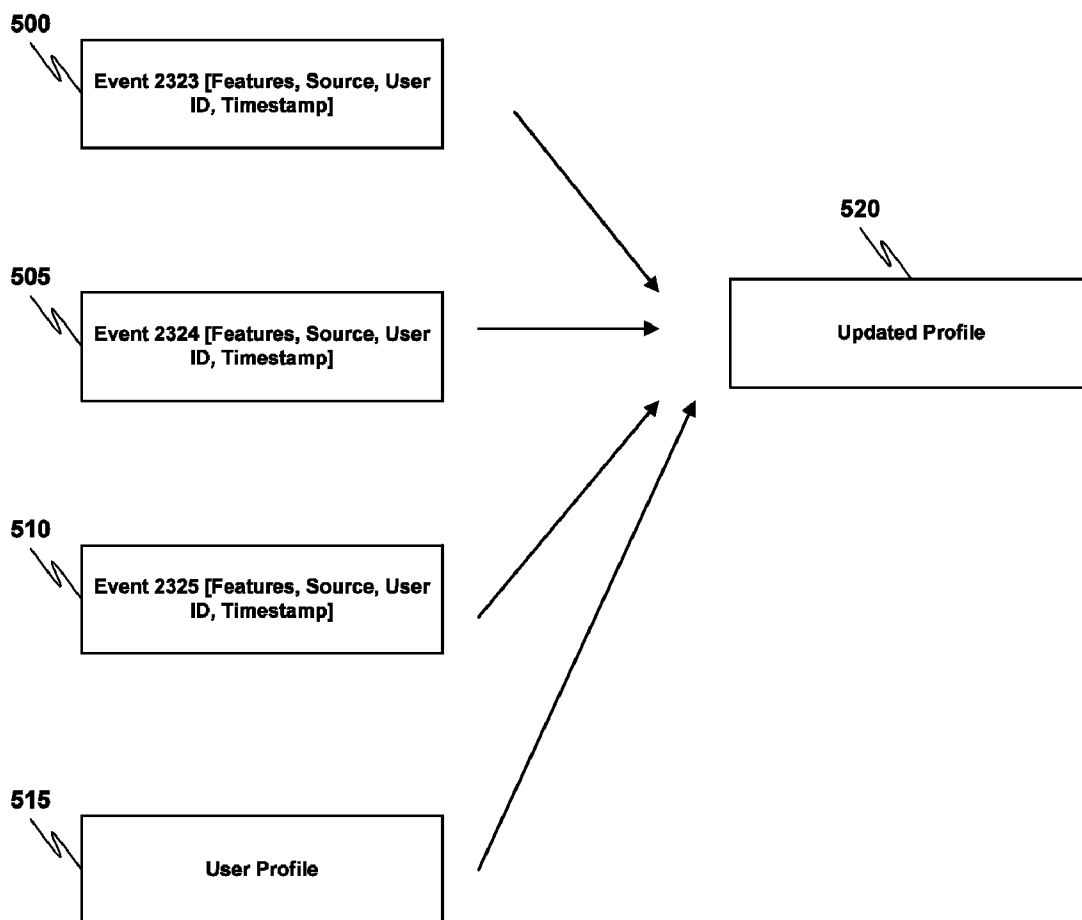 500
Event 2323 [Features, Source, User
ID, Timestamp]
520
505
Event 2324 [Features, Source, User
ID, Timestamp]
Updated Profile
510
Event 2325 [Features, Source, User
ID, Timestamp]
515
User Profile